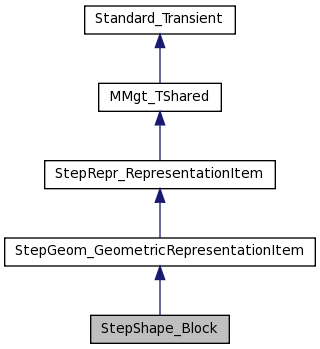 Standard_Transient
MMgt_TShared
StepRepr_RepresentationItem
StepGeom_GeometricRepresentationItem
StepShape_Block